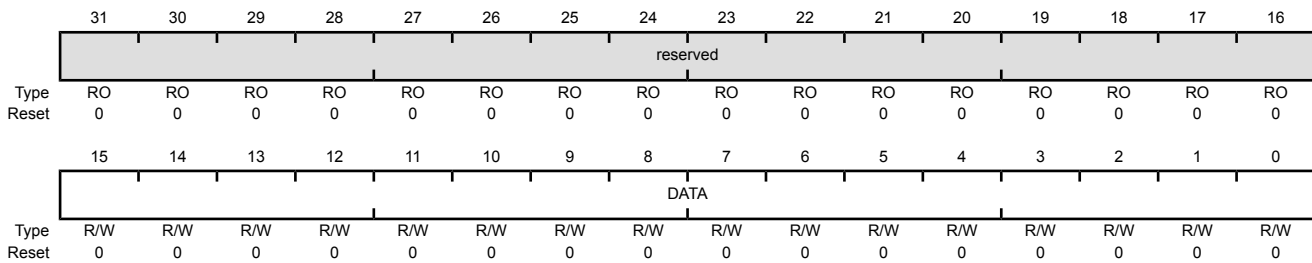 31 30 29 28 27 26 25 24 23 22 21 20 19 18 17 16
reserved
Type RO RO RO RO RO RO RO RO RO RO RO RO RO RO RO RO
Reset 0 0 0 0 0 0 0 0 0 0 0 0 0 0 0 0
15 14 13 12 11 10 9 8 7 6 5 4 3 2 1 0
DATA
Type R/W R/W R/W R/W R/W R/W R/W R/W R/W R/W R/W R/W R/W R/W R/W R/W
Reset 0 0 0 0 0 0 0 0 0 0 0 0 0 0 0 0